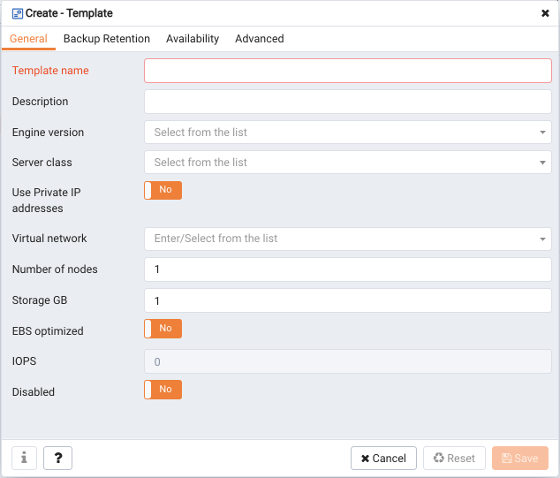 Create - Template
General Backup Retention Availability Advanced
Template name
Description
Engine version Select from the list
Server class Select from the list
Use Private IP No
addresses
Virtual network Enter/Select from the list
Number of nodes 1
Storage GB 1
EBS optimized No
IOPS 0
Disabled No
i ? Cancel Reset Save